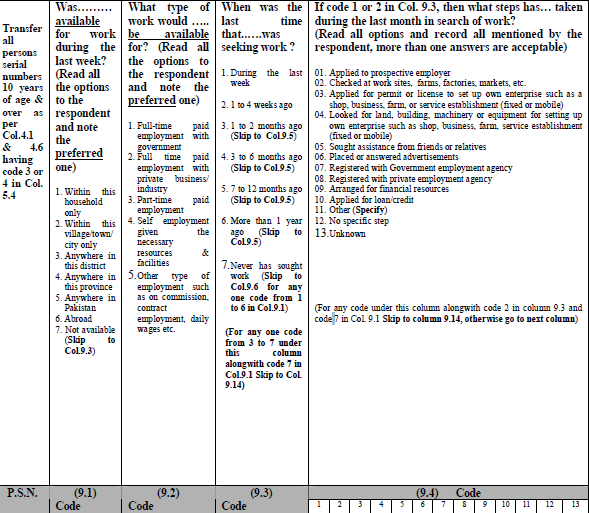 Transfer
all
persons
serial
numbers
10 years
of age &
over as
per
Col.4.1
& 4.6
having
code 3 or
4 in Col.
5.4
Was………
available
for work
during the
last week?
(Read all
the options
to the
respondent
and note
the
preferred
one)
1. Within this
household
only
2. Within this
village/town/
city only
3. Anywhere in
this district
4. Anywhere in
this province
5. Anywhere in
Pakistan
6. Abroad
7. Not available
(Skip to
Col.9.3)
What type of
work would …..
be available
for? (Read all
the options to
the respondent
and note the
preferred one)
1. Full-time paid
employment with
government
2. Full time paid
employment with
private business/
industry
3. Part-time paid
employment
4. Self employment
given the
necessary
resources &
facilities
5. Other type of
employment such
as on commission,
contract
employment, daily
wages etc.
When was the
last time
that…...was
seeking work ?
1. During the last
week
2. 1 to 4 weeks ago
3. 1 to 2 months ago
(Skip to Col.9.5)
4. 3 to 6 months ago
(Skip to Col.9.5)
5. 7 to 12 months ago
(Skip to Col.9.5)
6. More than 1 year
ago (Skip to
Col.9.5)
7. Never has sought
work (Skip to
Col.9.6 for any
one code from 1
to 6 in Col.9.1)
(For any one code
from 3 to 7 under
this column
alongwith code 7 in
Col.9.1 Skip to Col.
9.14)
If code 1 or 2 in Col. 9.3, then what steps has… taken
during the last month in search of work?
(Read all options and record all mentioned by the
respondent, more than one answers are acceptable)
01. Applied to prospective employer
02. Checked at work sites, farms, factories, markets, etc.
03. Applied for permit or license to set up own enterprise such as a
shop, business, farm, or service establishment (fixed or mobile)
04. Looked for land, building, machinery or equipment for setting up
own enterprise such as shop, business, farm, service establishment
(fixed or mobile)
05. Sought assistance from friends or relatives
06. Placed or answered advertisements
07. Registered with Government employment agency
08. Registered with private employment agency
09. Arranged for financial resources
10. Applied for loan/credit
11. Other (Specify)
12. No specific step
13. Unknown
(For any code under this column alongwith code 2 in column 9.3 and
code 7 in Col. 9.1 Skip to column 9.14, otherwise go to next column)
P.S.N. (9.1) (9.2) (9.3) (9.4) Code
Code Code Code 1 2 3 4 5 6 7 8 9 10 11 12 13